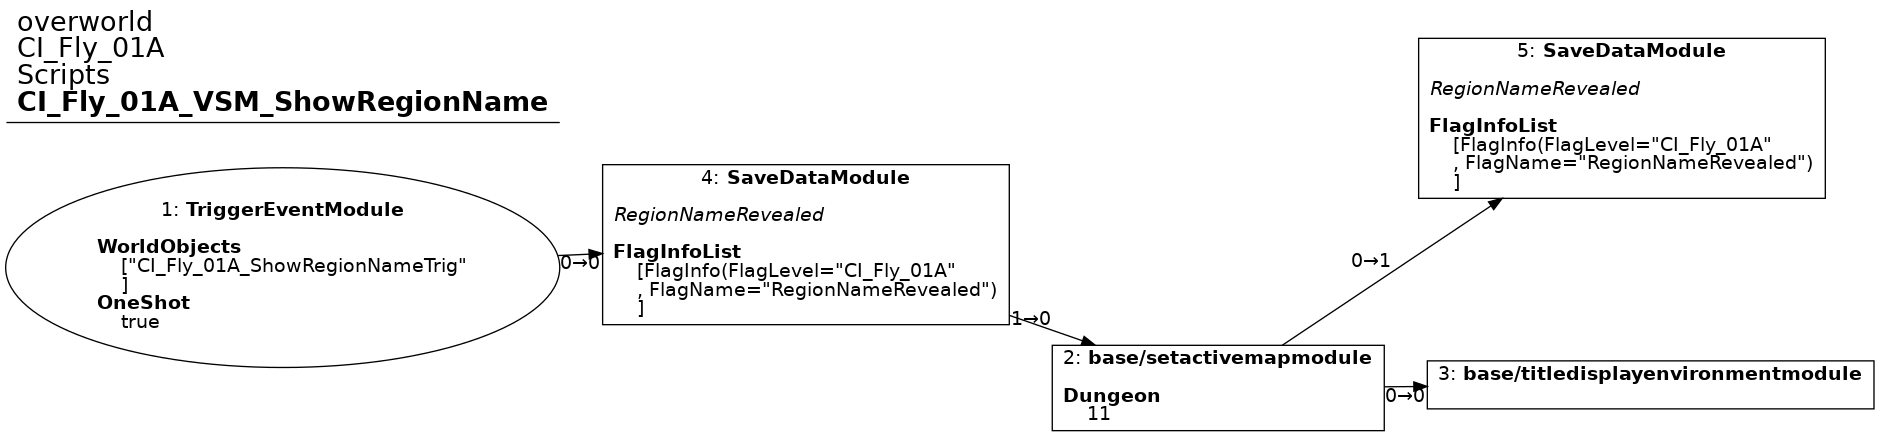 overworld
CI_Fly_01A
Scripts
CI_Fly_01A_VSM_ShowRegionName
1: TriggerEventModule
WorldObjects
["CI_Fly_01A_ShowRegionNameTrig"
]
OneShot
true
0→0
4: SaveDataModule
RegionNameRevealed
FlagInfoList
[FlagInfo(FlagLevel="CI_Fly_01A"
, FlagName="RegionNameRevealed")
]
1→0
2: base/setactivemapmodule
Dungeon
11
0→1
5: SaveDataModule
RegionNameRevealed
FlagInfoList
[FlagInfo(FlagLevel="CI_Fly_01A"
, FlagName="RegionNameRevealed")
]
0→0
3: base/titledisplayenvironmentmodule